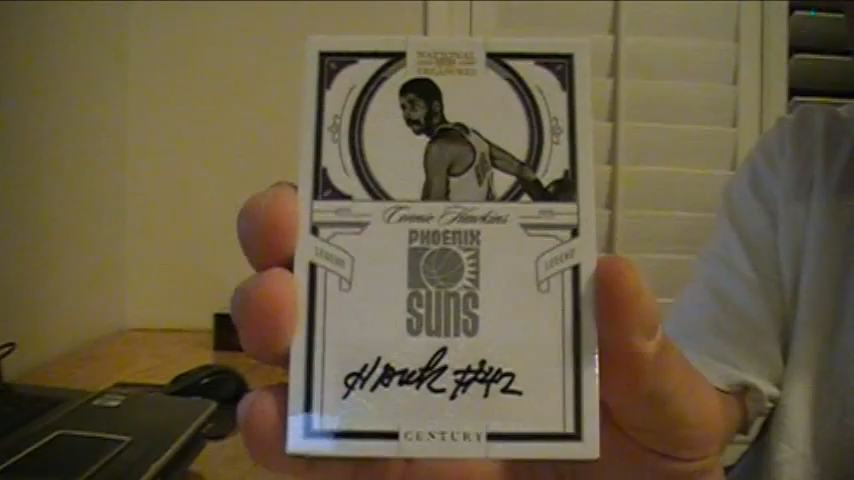 NATIONAL
TREASURES
Connie Hawkins
PHOENIX
LEGEND
LEGEND
SUNS
Hawk #42
CENTURY